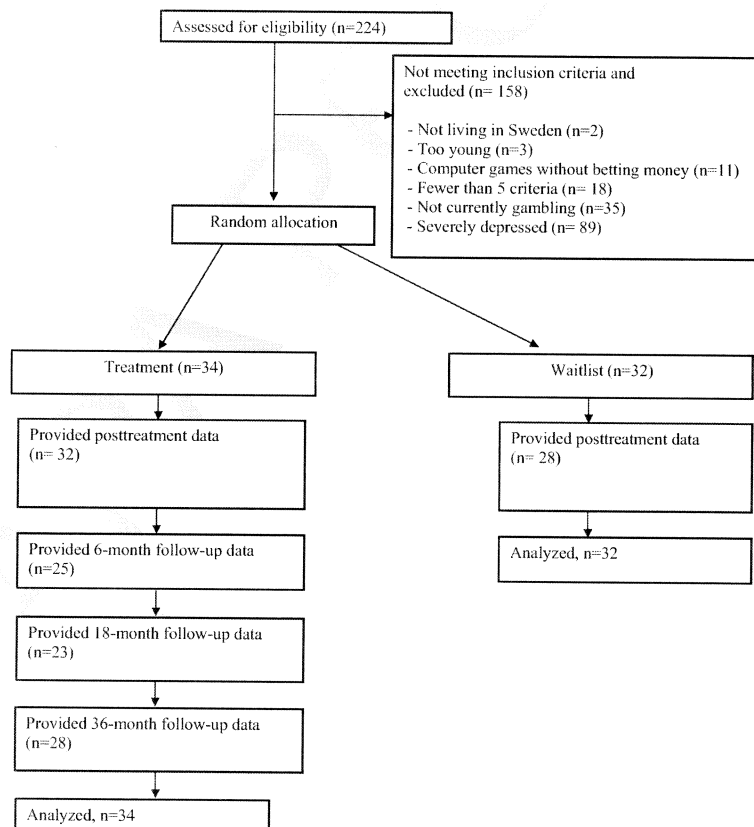 Assessed for eligibility (n=224)
Not meeting inclusion criteria and
excluded (n= 158)
- Not living in Sweden (n=2)
- Too young (n=3)
- Computer games without betting money (n=11)
- Fewer than 5 criteria (n= 18)
- Not currently gambling (n=35)
- Severely depressed (n= 89)
Random allocation
Treatment (n=34)
Waitlist (n=32)
Provided posttreatment data
(n= 32)
Provided posttreatment data
(n= 28)
Provided 6-month follow-up data
(n=25)
Analyzed, n=32
Provided 18-month follow-up data
(n=23)
Provided 36-month follow-up data
(n=28)
Analyzed, n=34